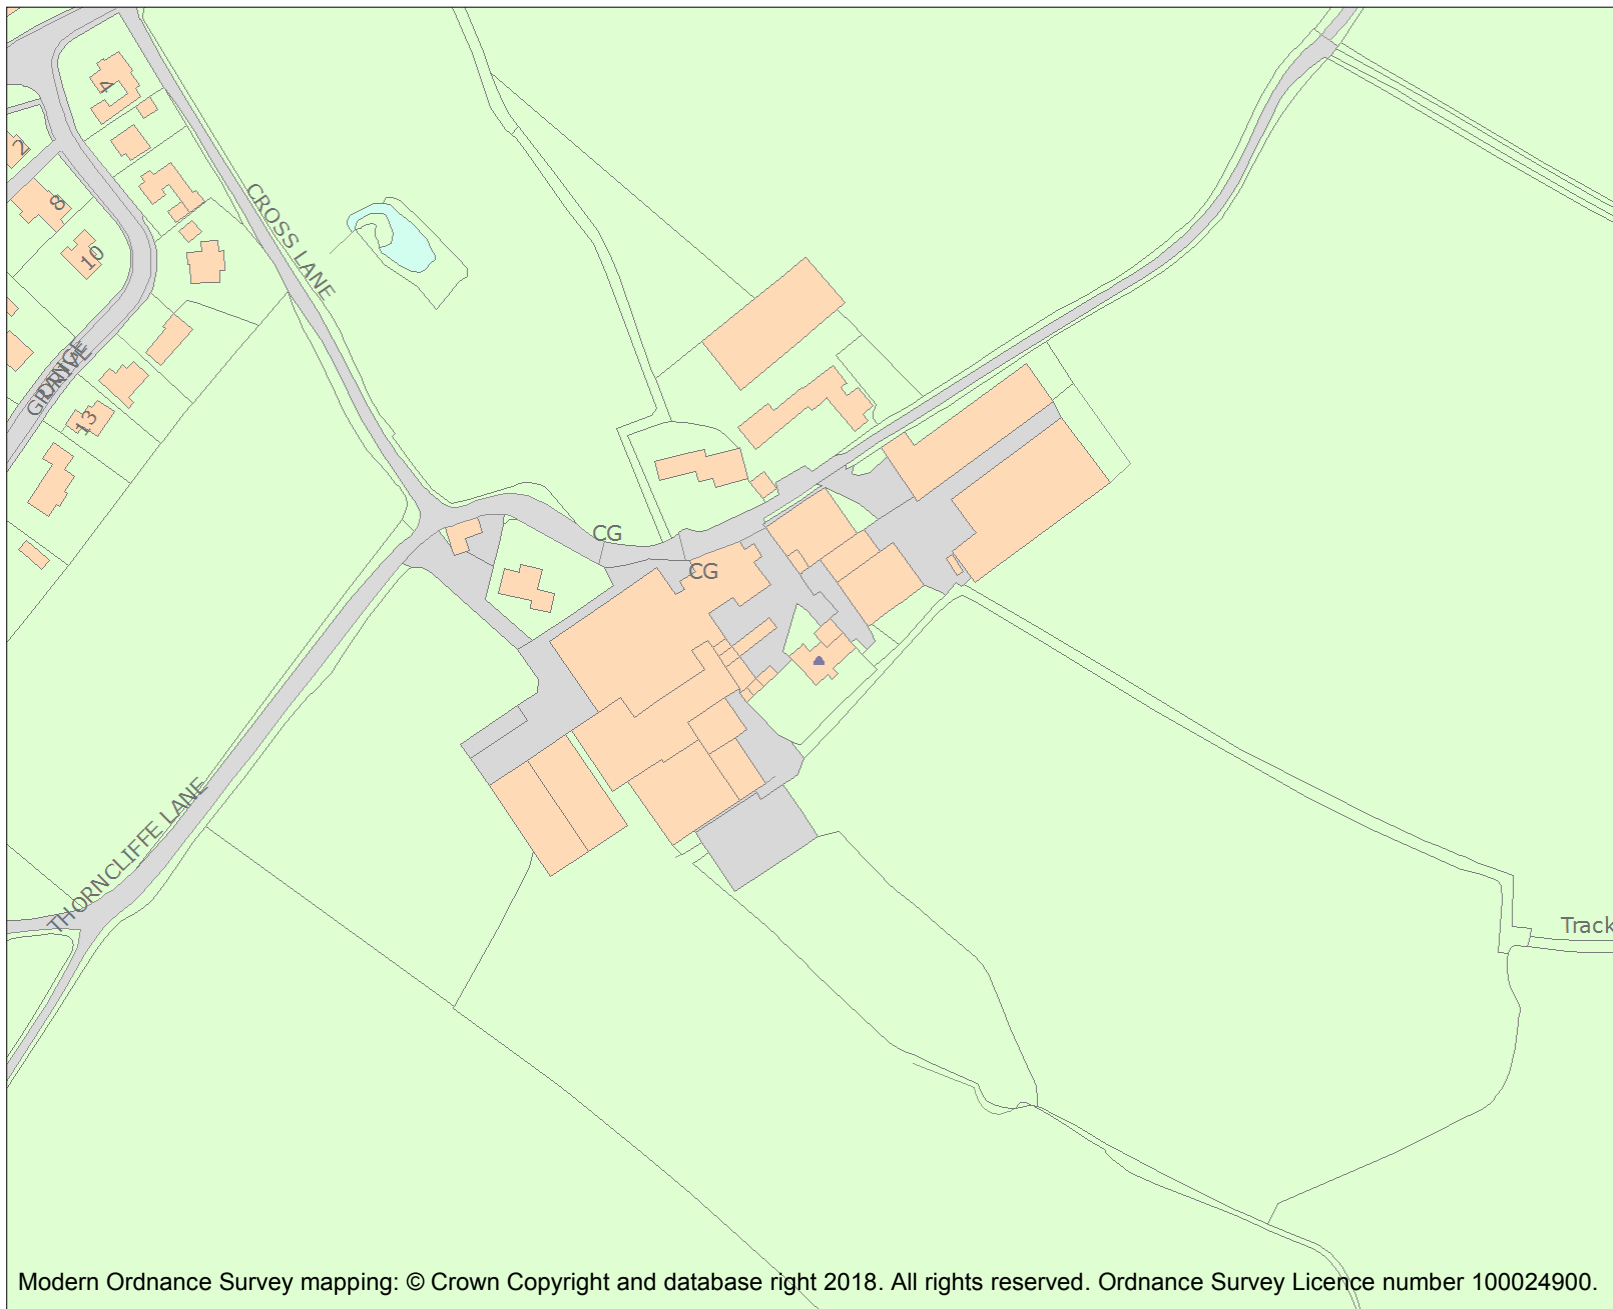 4
2
8
CROSS LANE
10
GRANGE
DRIVE
13
CG
CG
THORNCLIFFE LANE
Track
Modern Ordnance Survey mapping: © Crown Copyright and database right 2018. All rights reserved. Ordnance Survey Licence number 100024900.